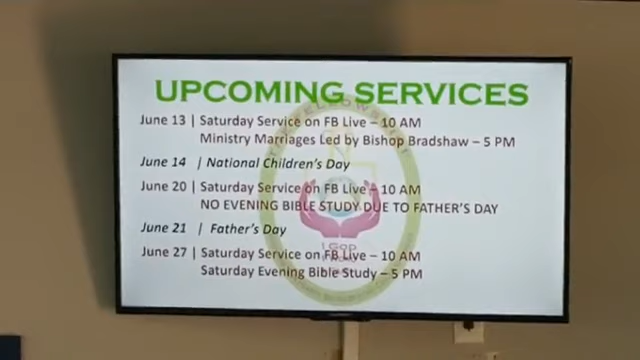 UPCOMING SERVICES
June 13 | Saturday Service on FB Live – 10 AM
Ministry Marriages Led by Bishop Bradshaw – 5 PM
June 14 | National Children's Day
June 20 | Saturday Service on FB Live – 10 AM
NO EVENING BIBLE STUDY DUE TO FATHER'S DAY
June 21 | Father's Day
June 27 | Saturday Service on FB Live – 10 AM
Saturday Evening Bible Study – 5 PM